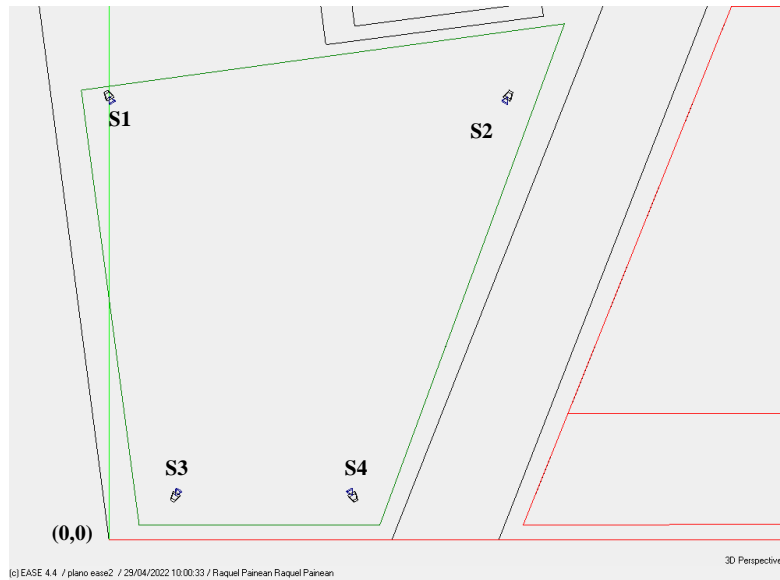 S1
S2
S3
S4
(0,0)
3D Perspective
(c) EASE 4.4 / plano ease2 / 29/04/2022 10:00:33 / Raquel Painean Raquel Painean